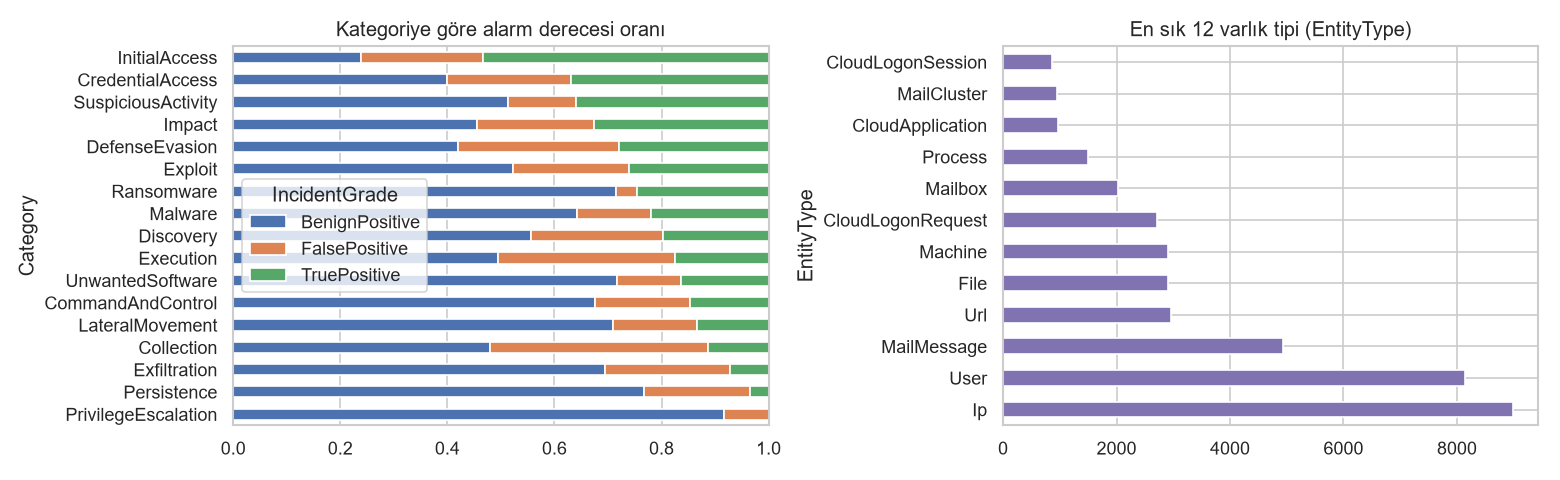 Kategoriye göre alarm derecesi oranı
Category
InitialAccess
CredentialAccess
SuspiciousActivity
Impact
DefenseEvasion
Exploit
Ransomware
Malware
Discovery
Execution
UnwantedSoftware
CommandAndControl
LateralMovement
Collection
Exfiltration
Persistence
PrivilegeEscalation
IncidentGrade
BenignPositive
FalsePositive
TruePositive
0.0 0.2 0.4 0.6 0.8 1.0
En sık 12 varlık tipi (EntityType)
EntityType
CloudLogonSession
MailCluster
CloudApplication
Process
Mailbox
CloudLogonRequest
Machine
File
Url
MailMessage
User
Ip
0 2000 4000 6000 8000